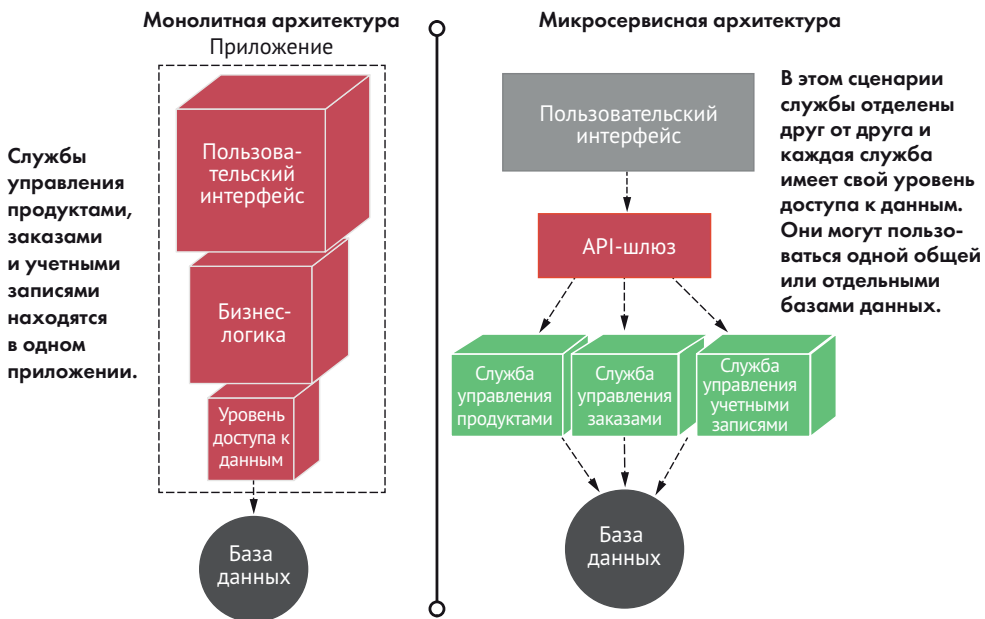 Монолитная архитектура
Приложение
Службы
управления
продуктами,
заказами
и учетными
записями
находятся
в одном
приложении.
Пользова-
тельский
интерфейс
Бизнес-
логика
Уровень
доступа к
данным
База
данных
Микросервисная архитектура
Пользовательский
интерфейс
API-шлюз
Служба
управления
продуктами
Служба
управления
заказами
Служба
управления
учетными
записями
База
данных
В этом сценарии
службы отделены
друг от друга и
каждая служба
имеет свой уровень
доступа к данным.
Они могут пользо-
ваться одной общей
или отдельными
базами данных.